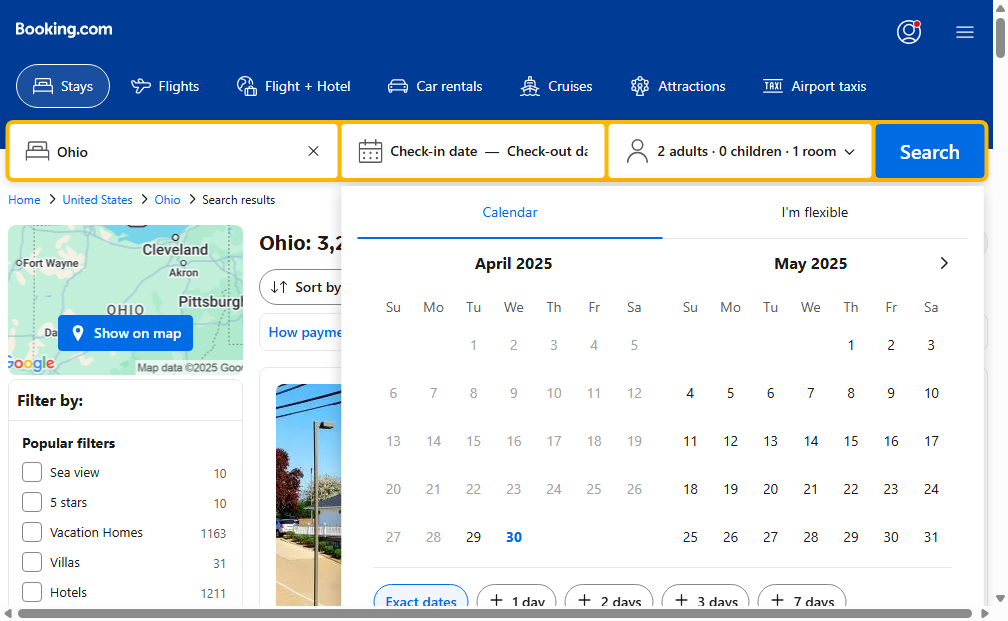 Booking.com
Stays Flights Flight + Hotel Car rentals Cruises Attractions TAXI Airport taxis
Ohio Check-in date — Check-out da 2 adults · 0 children · 1 room Search
Home > United States > Ohio > Search results
Cleveland
Fort Wayne
Akron
Pittsburgh
OHIO
Da
Show on map
Google
Map data ©2025 Goo
Ohio: 3,2
Sort by
How payme
Filter by:
Popular filters
Sea view 10
5 stars 10
Vacation Homes 1163
Villas 31
Hotels 1211
Calendar I'm flexible
April 2025
Su Mo Tu We Th Fr Sa
1 2 3 4 5
6 7 8 9 10 11 12
13 14 15 16 17 18 19
20 21 22 23 24 25 26
27 28 29 30
May 2025
Su Mo Tu We Th Fr Sa
1 2 3
4 5 6 7 8 9 10
11 12 13 14 15 16 17
18 19 20 21 22 23 24
25 26 27 28 29 30 31
Exact dates + 1 day + 2 days + 3 days + 7 days